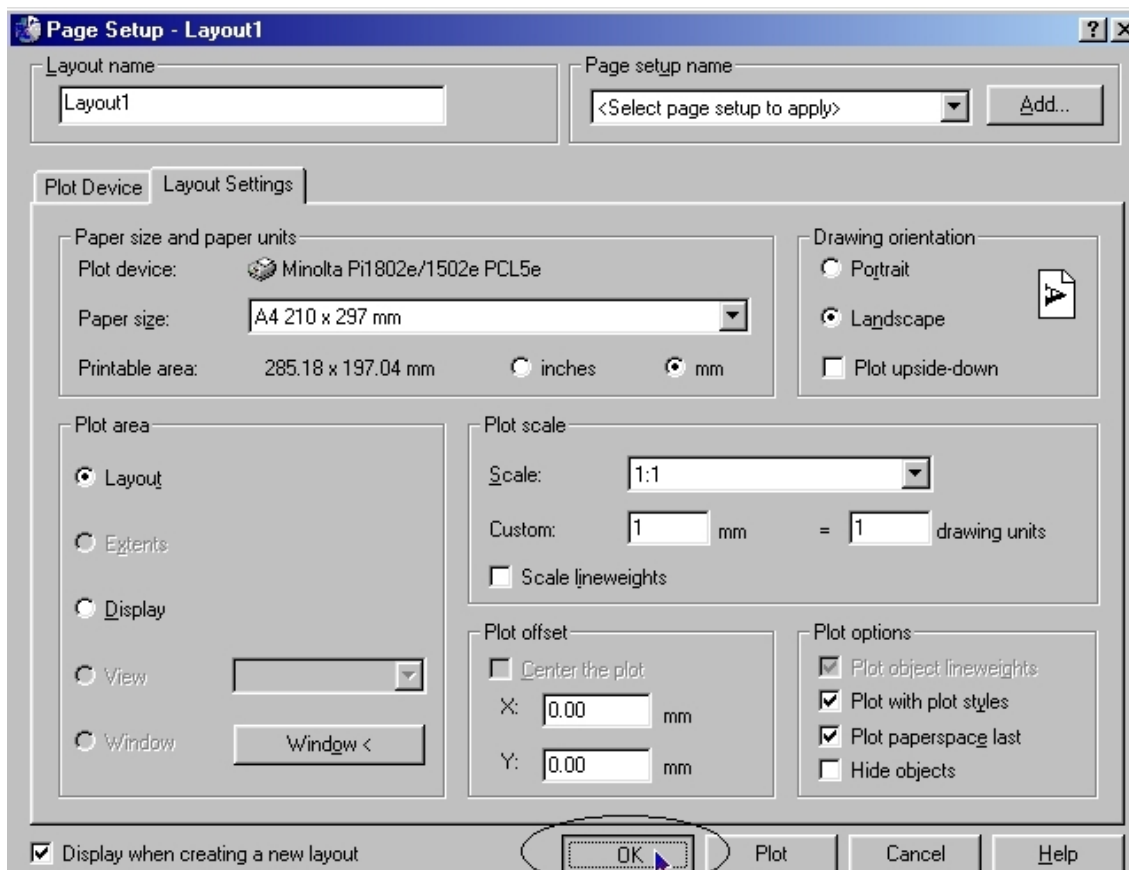 Page Setup - Layout1
Layout name
Layout1
Page setup name
<Select page setup to apply>
Add...
Plot Device
Layout Settings
Paper size and paper units
Plot device:
Minolta Pi1802e/1502e PCL5e
Paper size:
A4 210 x 297 mm
Printable area:
285.18 x 197.04 mm
inches
mm
Drawing orientation
Portrait
Landscape
Plot upside-down
A
Plot area
Layout
Extents
Display
View
Window
Window <
Plot scale
Scale:
1:1
Custom:
1
mm
=
1
drawing units
Scale lineweights
Plot offset
Center the plot
X:
0.00
mm
Y:
0.00
mm
Plot options
Plot object lineweights
Plot with plot styles
Plot paperspace last
Hide objects
Display when creating a new layout
OK
Plot
Cancel
Help